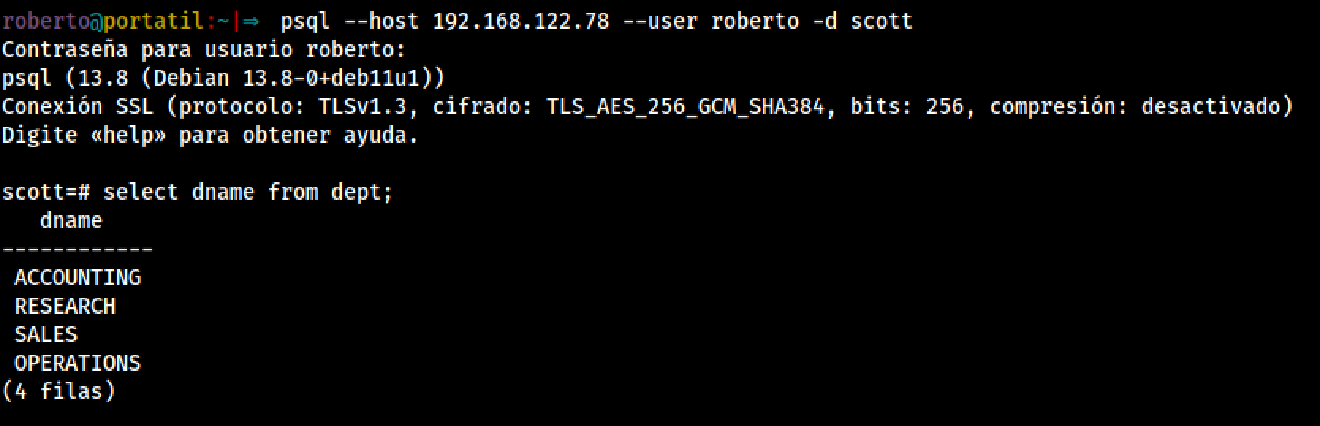 roberto@portatil:~|⇒ psql --host 192.168.122.78 --user roberto -d scott
Contraseña para usuario roberto:
psql (13.8 (Debian 13.8-0+deb11u1))
Conexión SSL (protocolo: TLSv1.3, cifrado: TLS_AES_256_GCM_SHA384, bits: 256, compresión: desactivado)
Digite «help» para obtener ayuda.

scott=# select dname from dept;
   dname
------------
 ACCOUNTING
 RESEARCH
 SALES
 OPERATIONS
(4 filas)